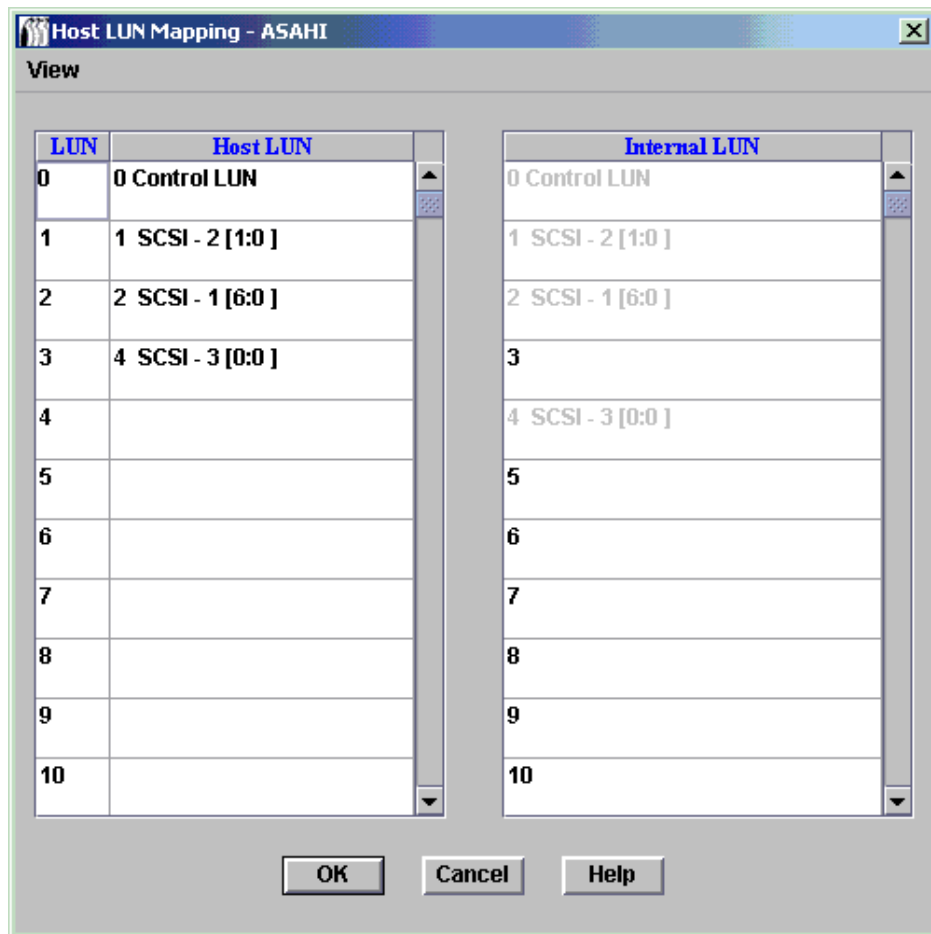 Host LUN Mapping - ASAHI
View
LUN Host LUN Internal LUN
0 0 Control LUN 0 Control LUN
1 1 SCSI - 2 [1:0 ] 1 SCSI - 2 [1:0 ]
2 2 SCSI - 1 [6:0 ] 2 SCSI - 1 [6:0 ]
3 4 SCSI - 3 [0:0 ] 3
4 4 SCSI - 3 [0:0 ]
5 5
6 6
7 7
8 8
9 9
10 10
OK Cancel Help